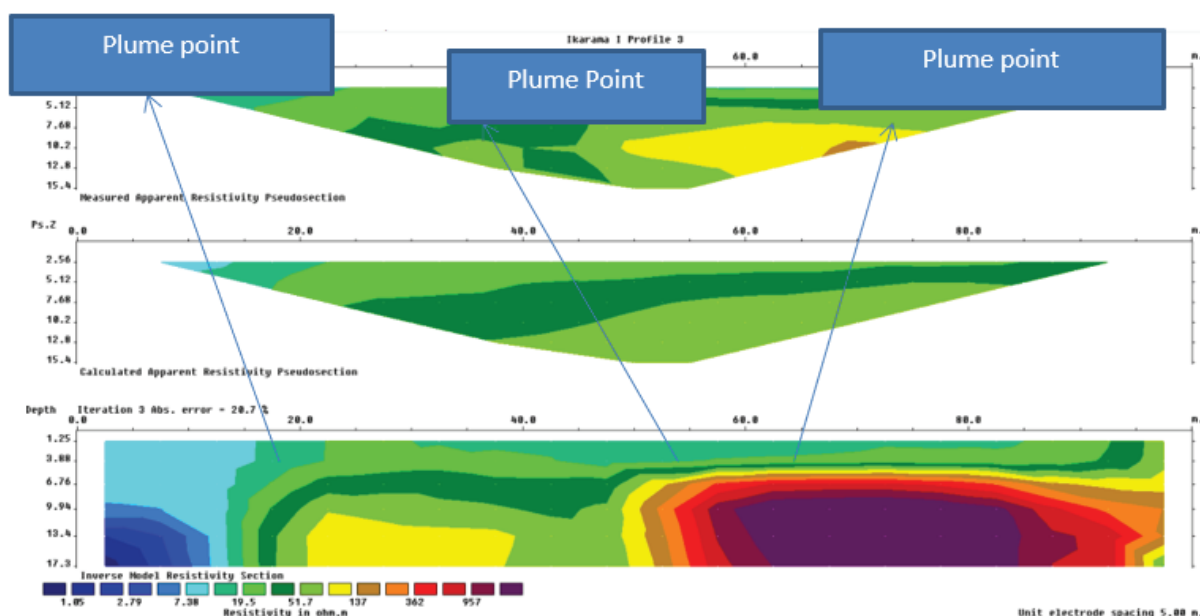 Plume point
Plume Point
Plume point
Ikarama I Profile 3
60.0
m.
5.12
7.68
10.2
12.8
15.4
Measured Apparent Resistivity Pseudosection
Ps.Z 0.0 20.0 40.0 60.0 80.0 m.
2.56
5.12
7.68
10.2
12.8
15.4
Calculated Apparent Resistivity Pseudosection
Depth Iteration 3 Abs. error = 20.7 %
0.0 20.0 40.0 60.0 80.0 m.
1.25
3.88
6.76
9.94
13.4
17.3
Inverse Model Resistivity Section
1.05 2.79 7.38 19.5 51.7 137 362 957
Resistivity in ohm.m
Unit electrode spacing 5.00 m